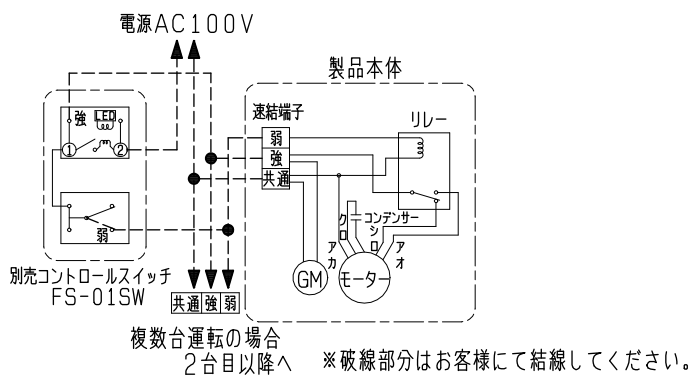 電源AC100V
製品本体
速結端子
リレー
強
LED
弱
1
2
強
共通
クロ
コンデンサー
シロ
弱
アカ
アオ
別売コントロールスイッチ
FS-01SW
GM
モーター
共通
強
弱
複数台運転の場合
2台目以降へ
※破線部分はお客様にて結線してください。